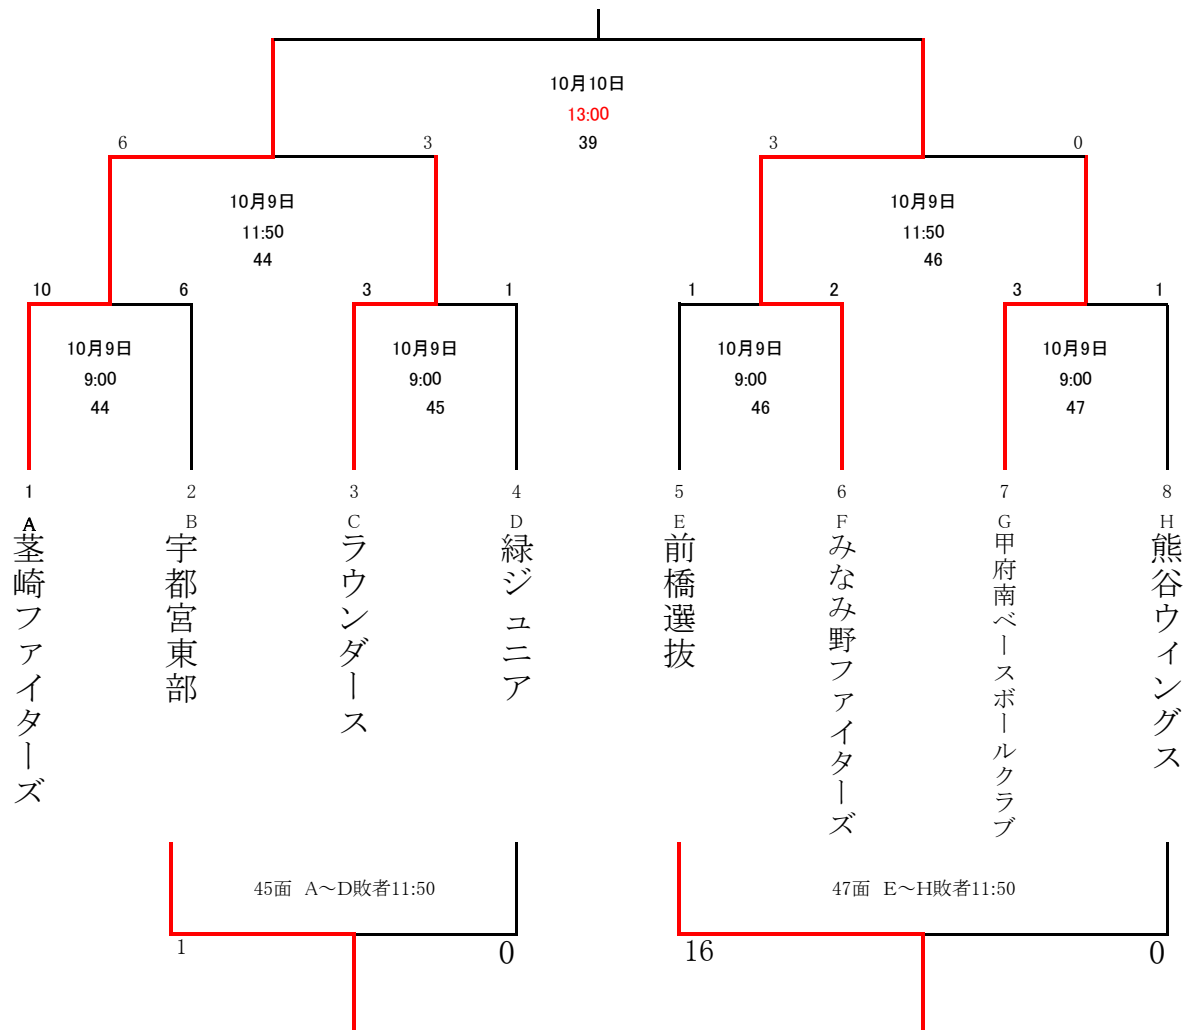 10月10日
13:00
39
6
3
3
0
10月9日
11:50
44
10月9日
11:50
46
10
6
3
1
1
2
3
1
10月9日
9:00
44
10月9日
9:00
45
10月9日
9:00
46
10月9日
9:00
47
1
2
3
4
5
6
7
8
A
B
C
D
E
F
G
H
茎崎ファイターズ
宇都宮東部
ラウンダース
緑ジュニア
前橋選抜
みなみ野ファイターズ
甲府南ベースボールクラブ
熊谷ウィングス
45面 A～D敗者11:50
47面 E～H敗者11:50
1
0
16
0